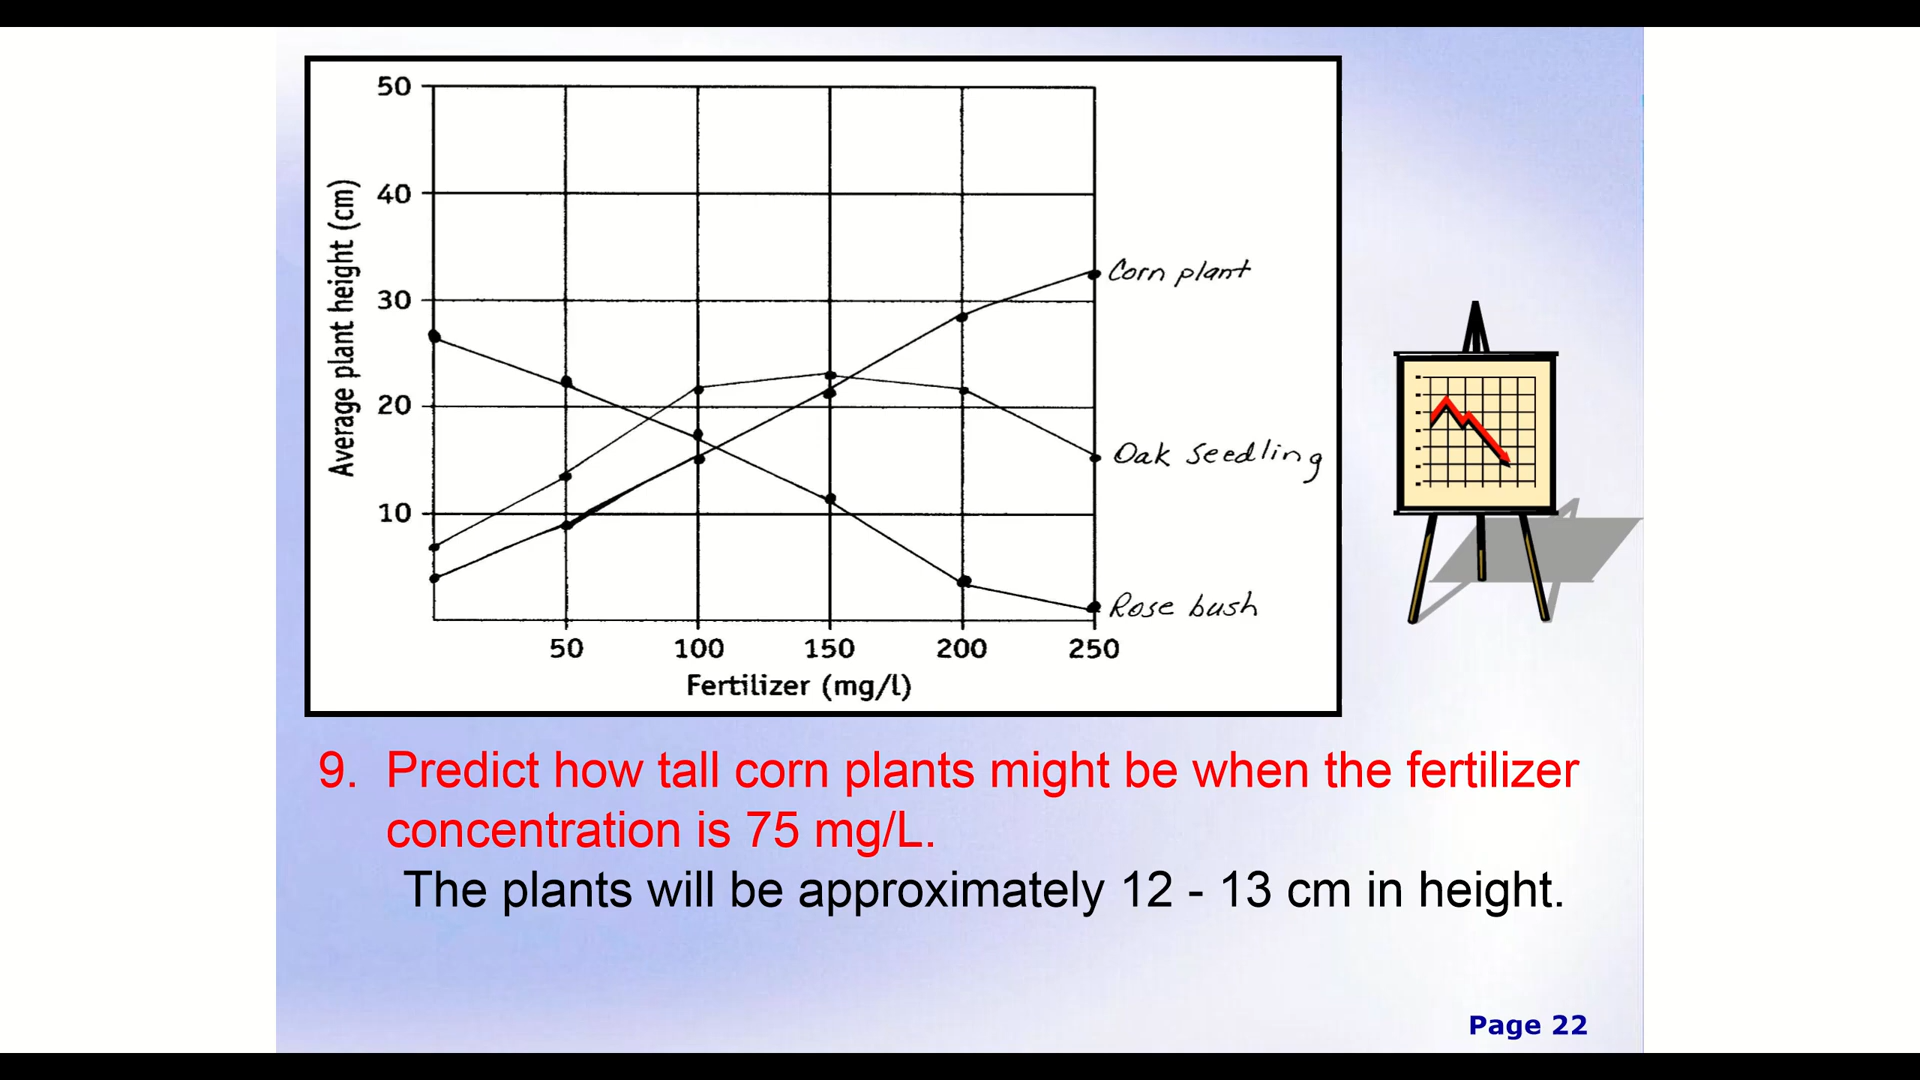 50
40
30
20
10
Average plant height (cm)
Corn plant
Oak Seedling
Rose bush
50 100 150 200 250
Fertilizer (mg/l)
9. Predict how tall corn plants might be when the fertilizer
concentration is 75 mg/L.
The plants will be approximately 12 - 13 cm in height.
Page 22